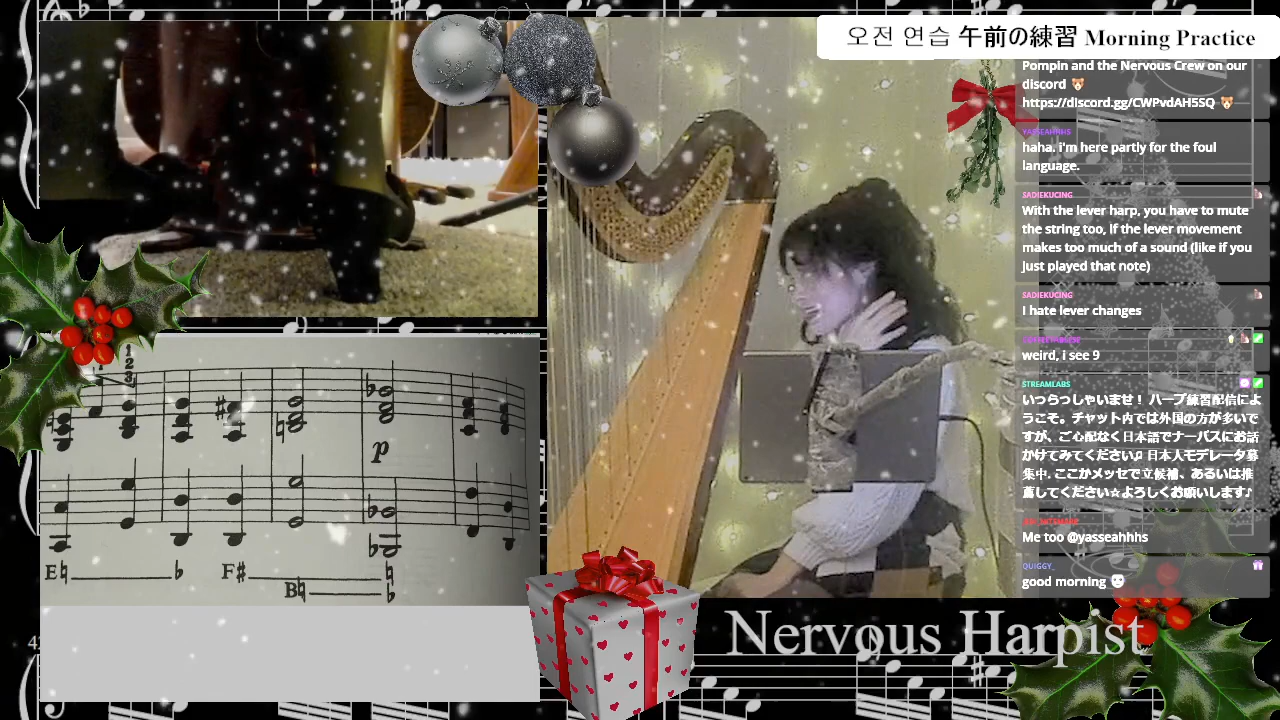 오전 연습 午前の練習 Morning Practice
Pompin and the Nervous Crew on our
discord
https://discord.gg/CWPvdAH5SQ
YASSEAHHHS
haha. i'm here partly for the foul
language.
SADIEKUCING
With the lever harp, you have to mute
the string too, if the lever movement
makes too much of a sound (like if you
just played that note)
SADIEKUCING
I hate lever changes
weird, i see 9
STREAMLABS
いらっしゃいませ！ ハープ練習配信によ
うこそ。チャット内では外国の方が多いで
すが、ご心配なく日本語でナーバスにお話
かけてみてください♫ 日本人モデレータ募
集中. ここかメッセで立候補、あるいは推
薦してください☆よろしくお願いします♪
Me too @yasseahhhs
QUIGGY_
good morning
1
2
3
p
E♮ ♭ F# ♮
B♮ ♭
Nervous Harpist